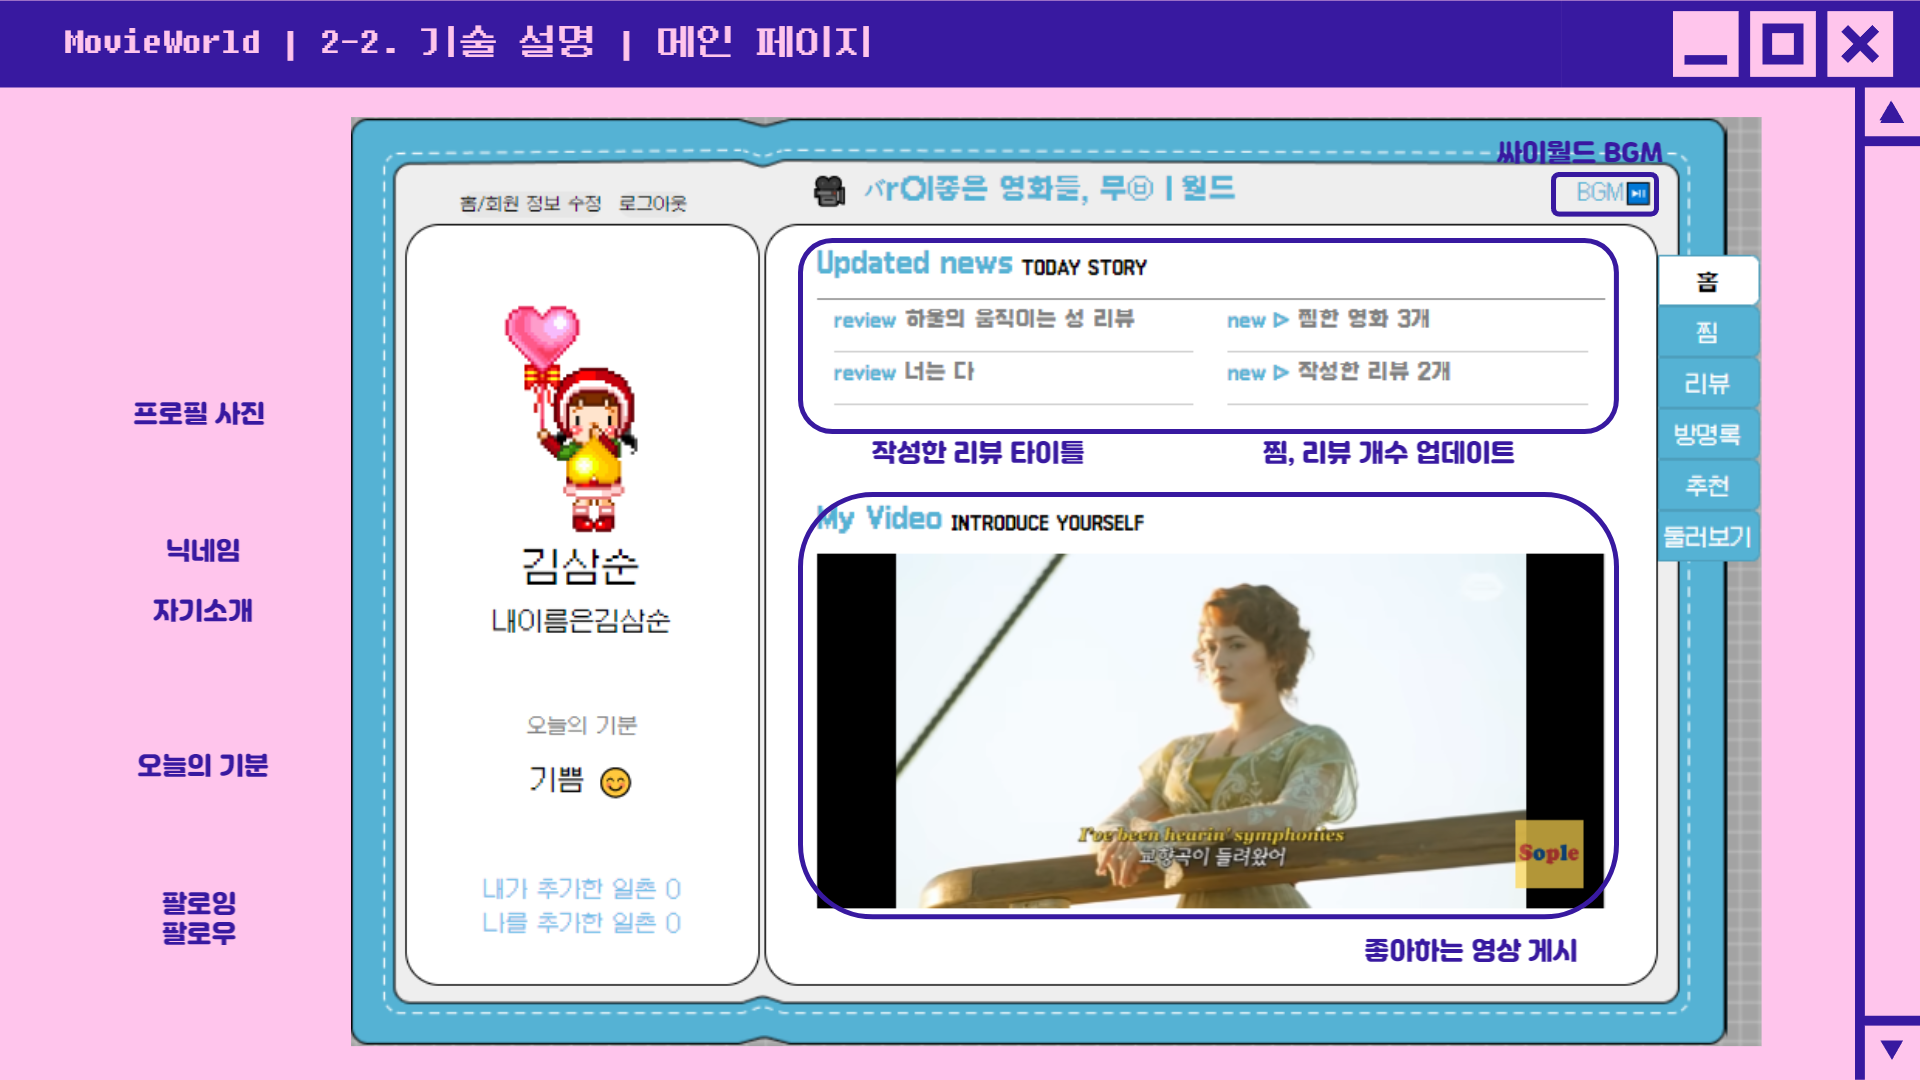 MovieWorld | 2-2. 기술 설명 | 메인 페이지
싸이월드 BGM
홈/회원 정보 수정 로그아웃
バrO|좋은 영화들, 무㉥ㅣ월드
BGM
Updated news TODAY STORY
review 하울의 움직이는 성 리뷰
new ▷ 찜한 영화 3개
review 너는 다
new ▷ 작성한 리뷰 2개
작성한 리뷰 타이틀
찜, 리뷰 개수 업데이트
홈
찜
리뷰
방명록
추천
둘러보기
프로필 사진
닉네임
김삼순
자기소개
내이름은김삼순
오늘의 기분
오늘의 기분
기쁨 😊
팔로잉
팔로우
내가 추가한 일촌 0
나를 추가한 일촌 0
My Video INTRODUCE YOURSELF
I've been hearin' symphonies
교향곡이 들려왔어
Sople
좋아하는 영상 게시